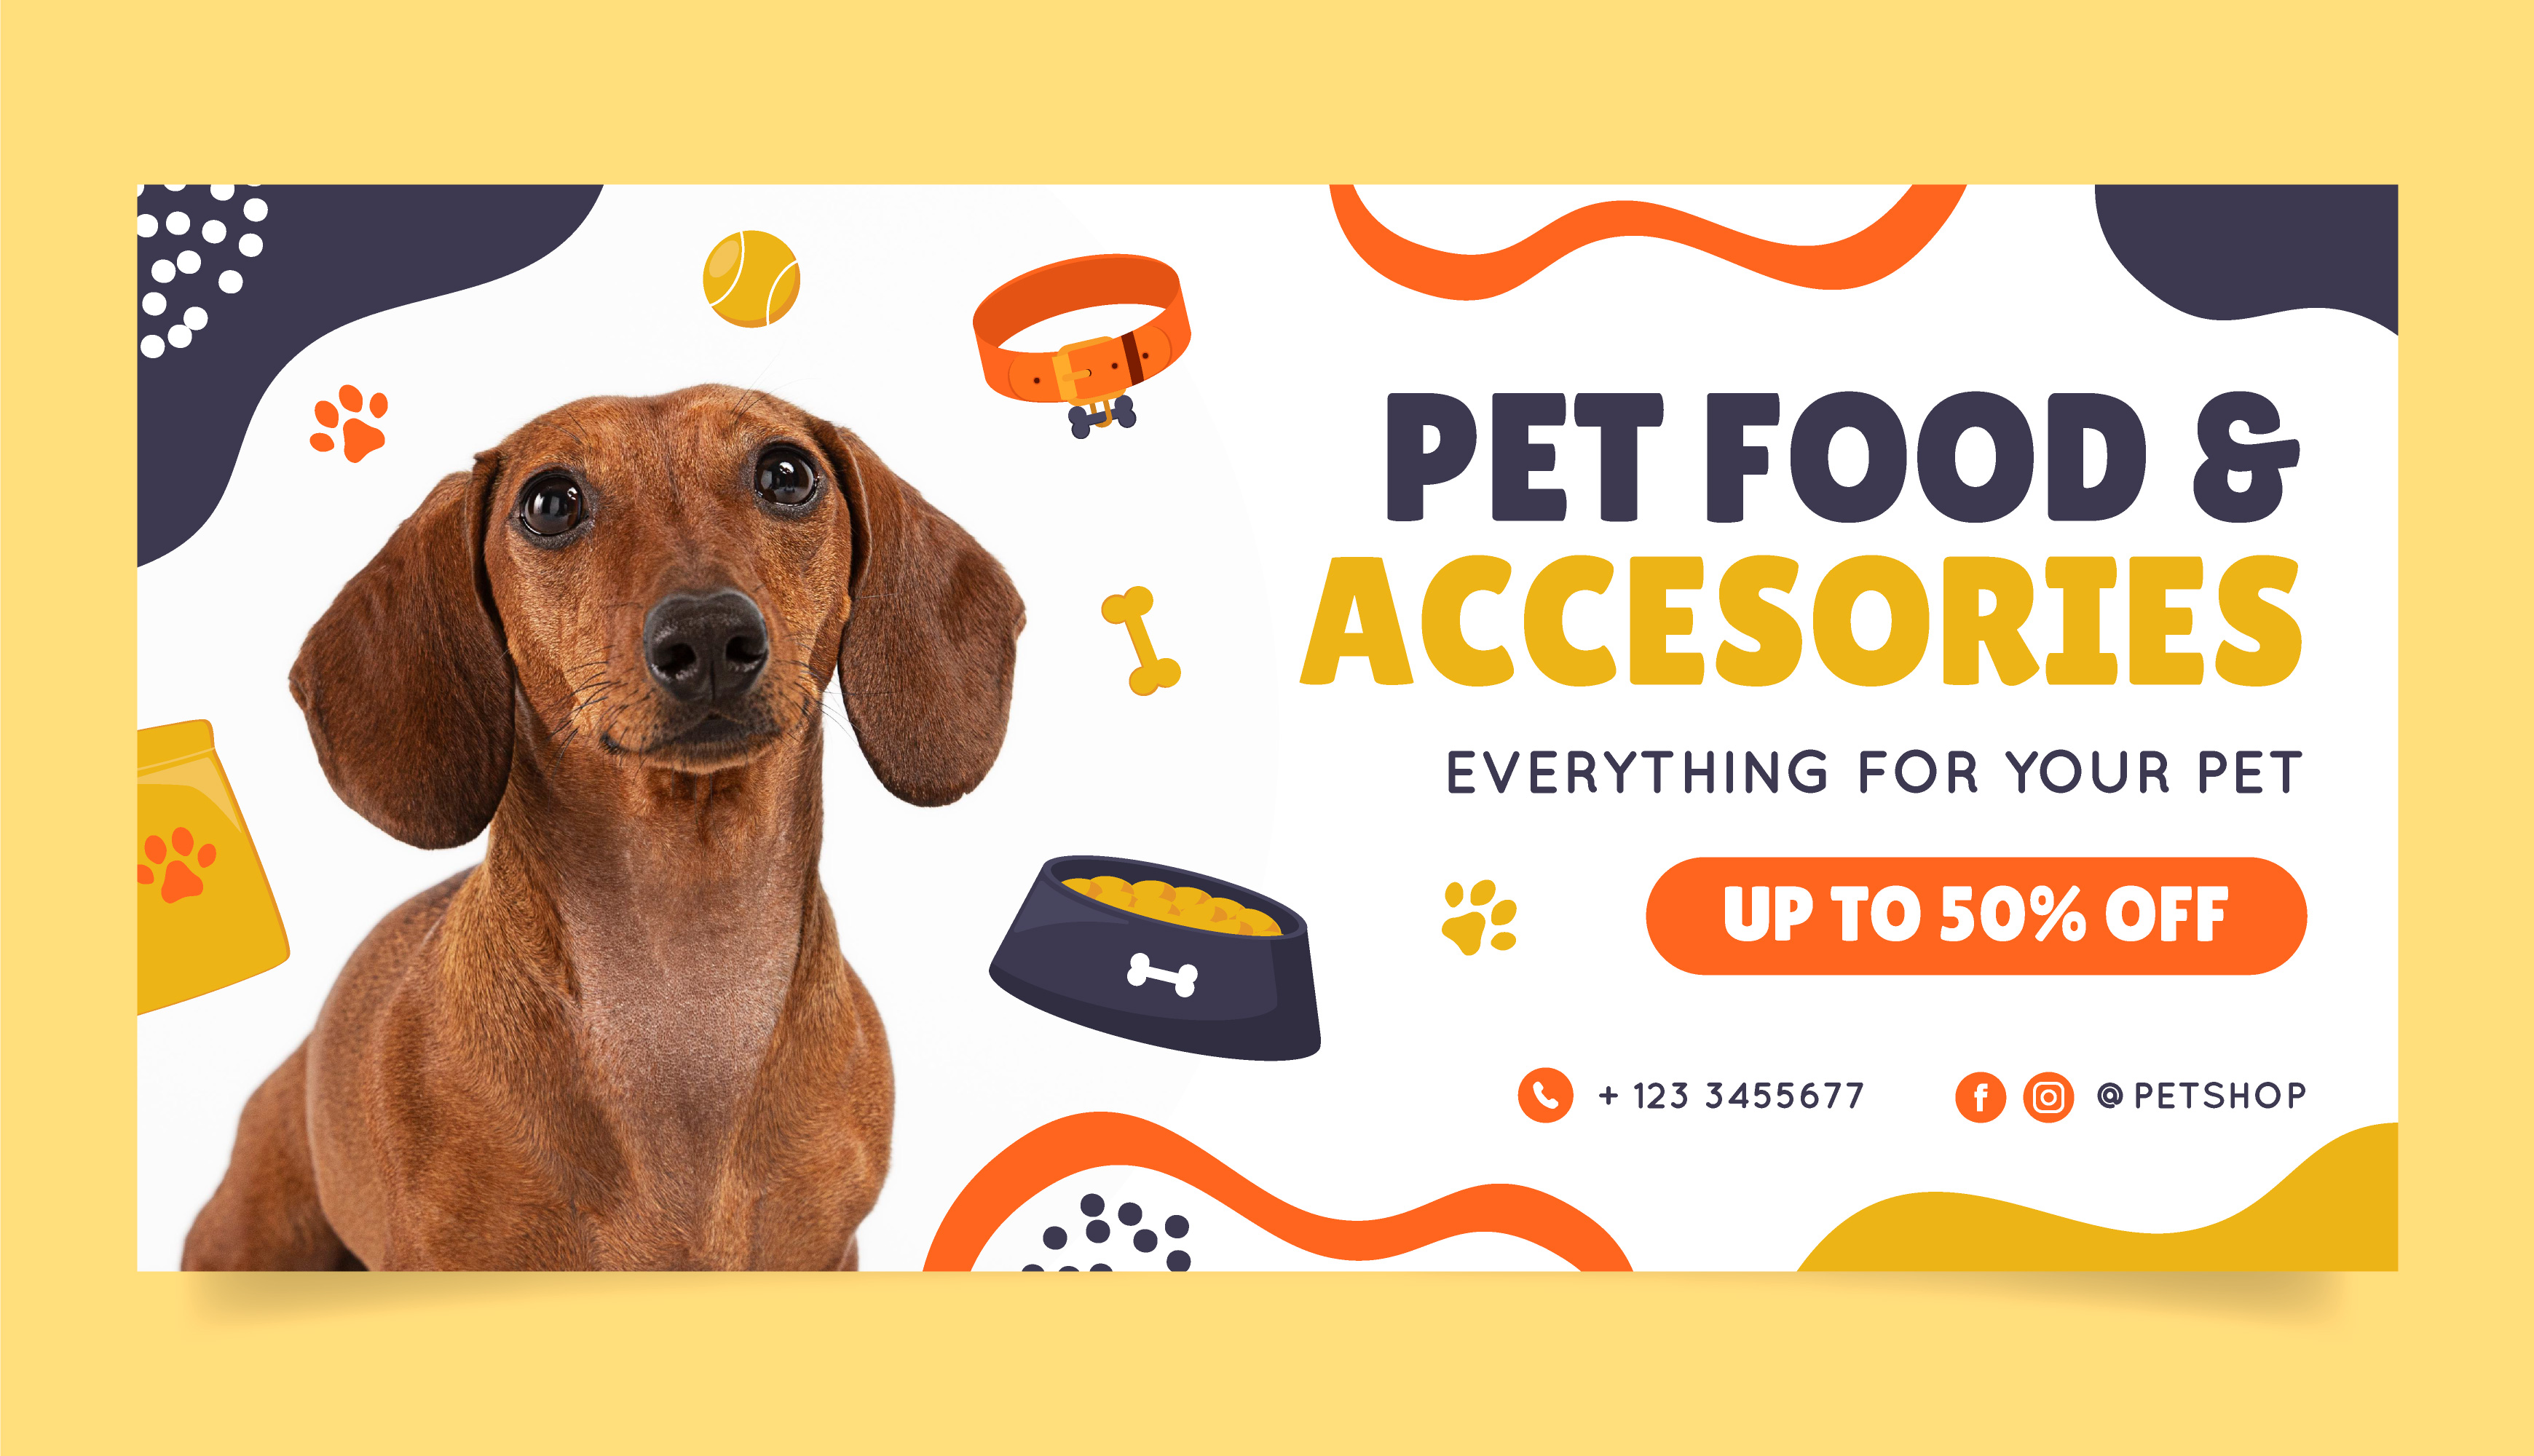 PET FOOD &
ACCESORIES
EVERYTHING FOR YOUR PET
UP TO 50% OFF
+ 123 3455677
@PETSHOP